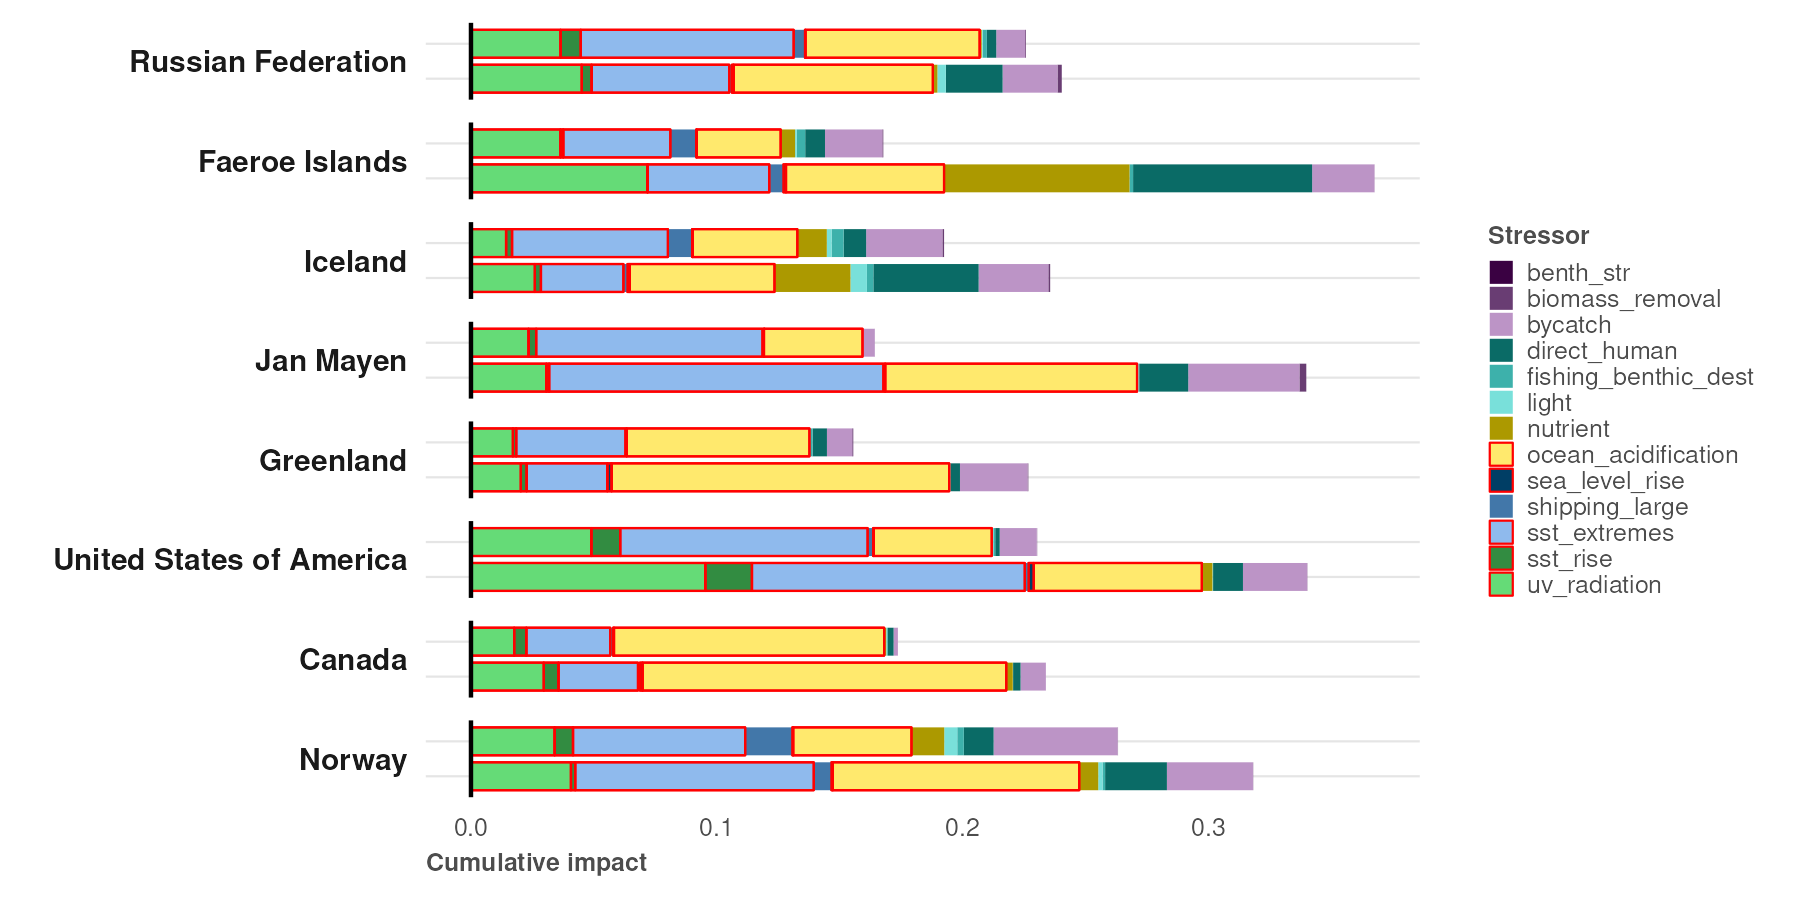 Russian Federation
Faeroe Islands
Iceland
Jan Mayen
Greenland
United States of America
Canada
Norway
0.0 0.1 0.2 0.3
Cumulative impact
Stressor
benth_str
biomass_removal
bycatch
direct_human
fishing_benthic_dest
light
nutrient
ocean_acidification
sea_level_rise
shipping_large
sst_extremes
sst_rise
uv_radiation